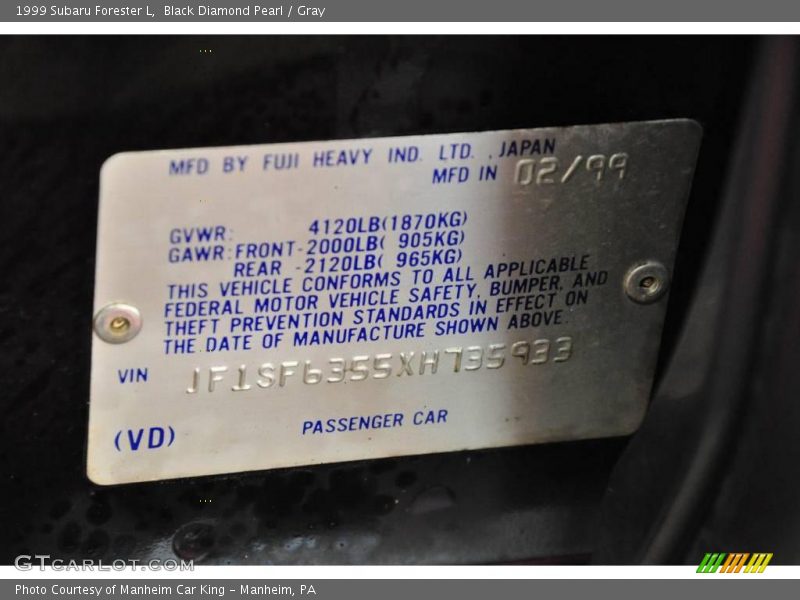 1999 Subaru Forester L, Black Diamond Pearl / Gray
MFD BY FUJI HEAVY IND. LTD., JAPAN
MFD IN 02/99
GVWR: 4120LB(1870KG)
GAWR:FRONT-2000LB( 905KG)
REAR -2120LB( 965KG)
THIS VEHICLE CONFORMS TO ALL APPLICABLE
FEDERAL MOTOR VEHICLE SAFETY, BUMPER, AND
THEFT PREVENTION STANDARDS IN EFFECT ON
THE DATE OF MANUFACTURE SHOWN ABOVE.
VIN JF1SF6355XH735933
(VD) PASSENGER CAR
GTCARLOT.COM
Photo Courtesy of Manheim Car King - Manheim, PA